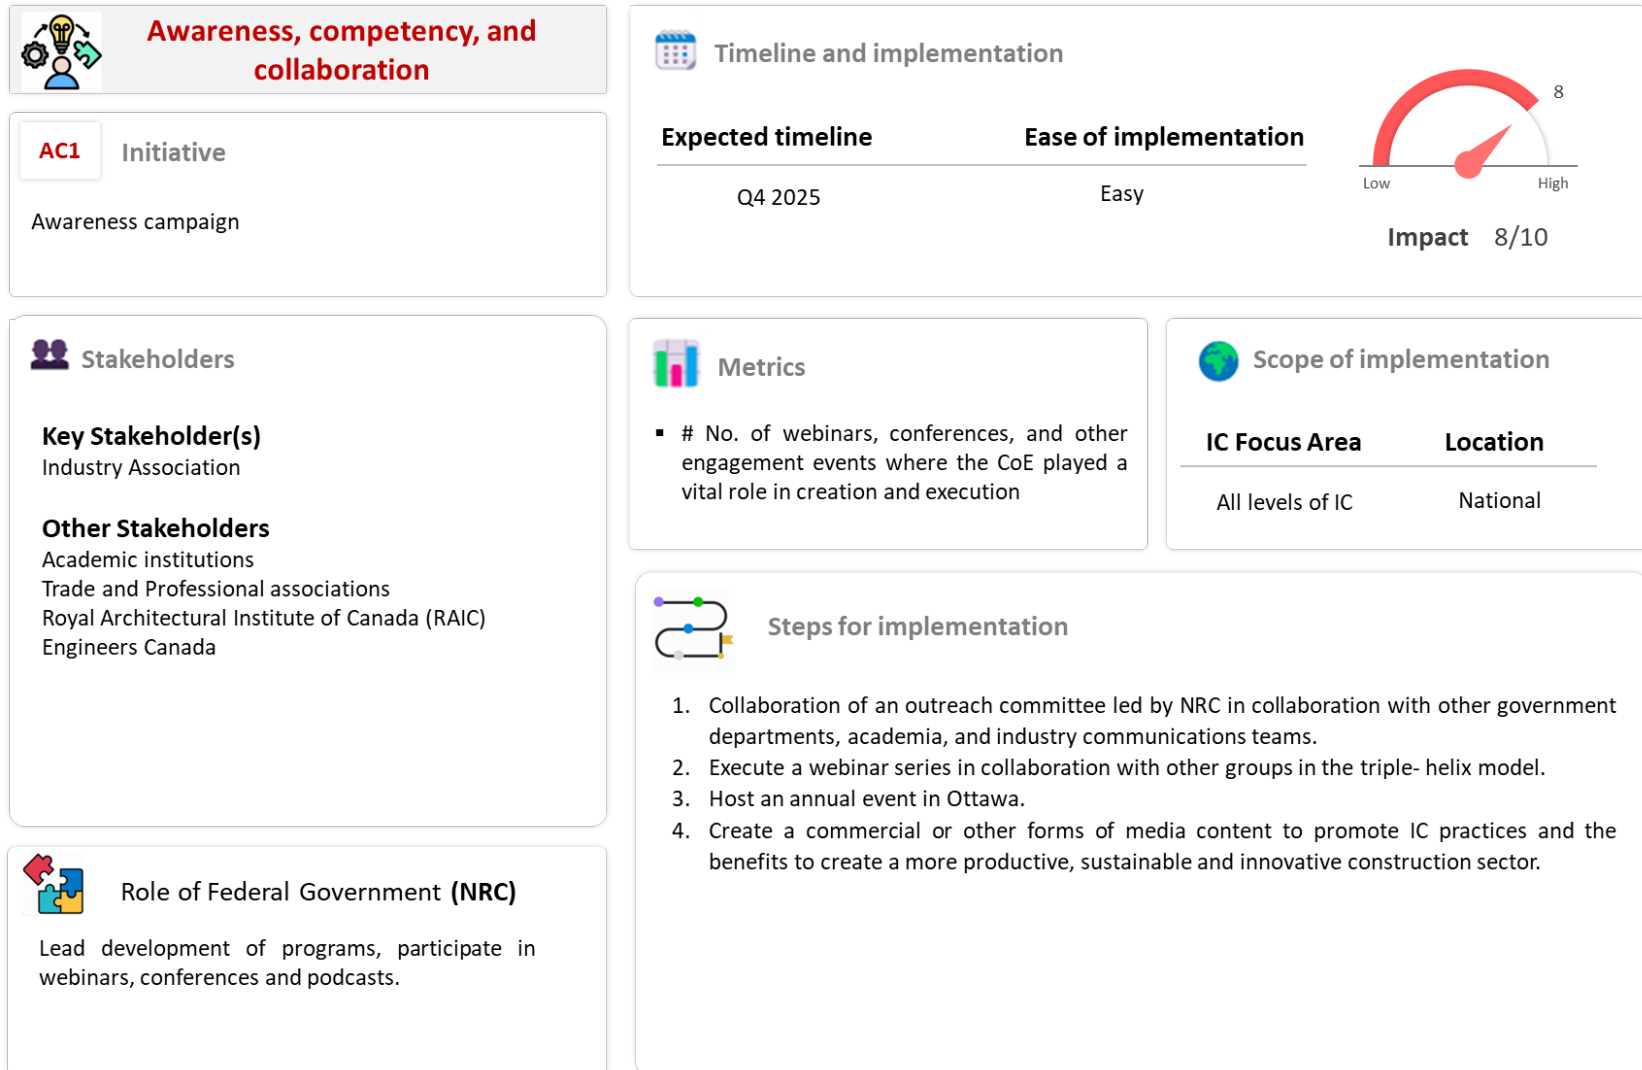 Awareness, competency, and
collaboration
AC1
Initiative
Awareness campaign
Stakeholders
Key Stakeholder(s)
Industry Association
Other Stakeholders
Academic institutions
Trade and Professional associations
Royal Architectural Institute of Canada (RAIC)
Engineers Canada
Role of Federal Government (NRC)
Lead development of programs, participate in
webinars, conferences and podcasts.
Timeline and implementation
Expected timeline
Ease of implementation
Q4 2025
Easy
8
Low
High
Impact 8/10
Metrics
▪ # No. of webinars, conferences, and other
engagement events where the CoE played a
vital role in creation and execution
Scope of implementation
IC Focus Area
Location
All levels of IC
National
Steps for implementation
1. Collaboration of an outreach committee led by NRC in collaboration with other government
departments, academia, and industry communications teams.
2. Execute a webinar series in collaboration with other groups in the triple- helix model.
3. Host an annual event in Ottawa.
4. Create a commercial or other forms of media content to promote IC practices and the
benefits to create a more productive, sustainable and innovative construction sector.